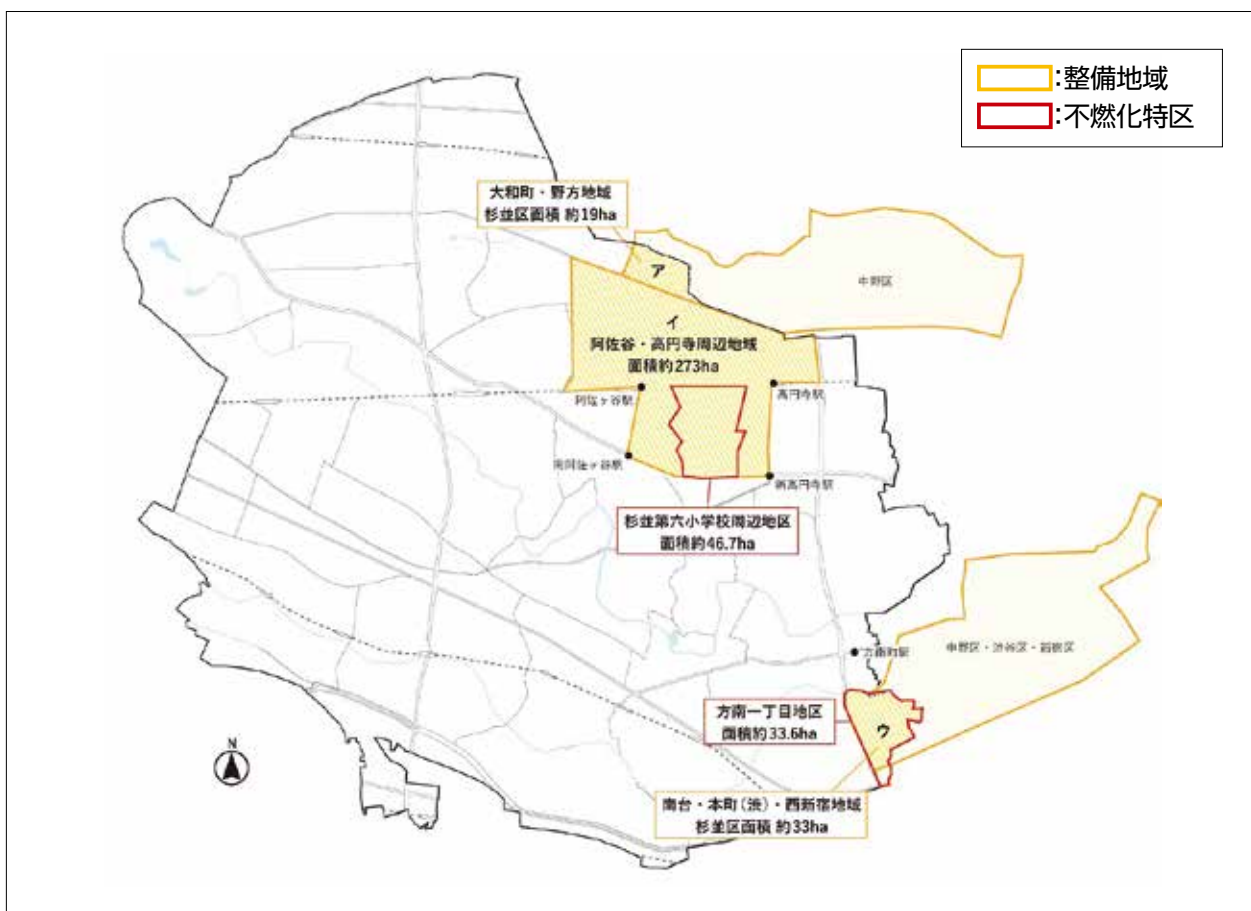 :整備地域
:不燃化特区
大和町・野方地域
杉並区面積 約19ha
ア
中野区
イ
阿佐谷・高円寺周辺地域
面積約273ha
阿佐ヶ谷駅
高円寺駅
南阿佐ヶ谷駅
新高円寺駅
杉並第六小学校周辺地区
面積約46.7ha
方南町駅
中野区・渋谷区・新宿区
方南一丁目地区
面積約33.6ha
ウ
N
南台・本町(渋)・西新宿地域
杉並区面積 約33ha